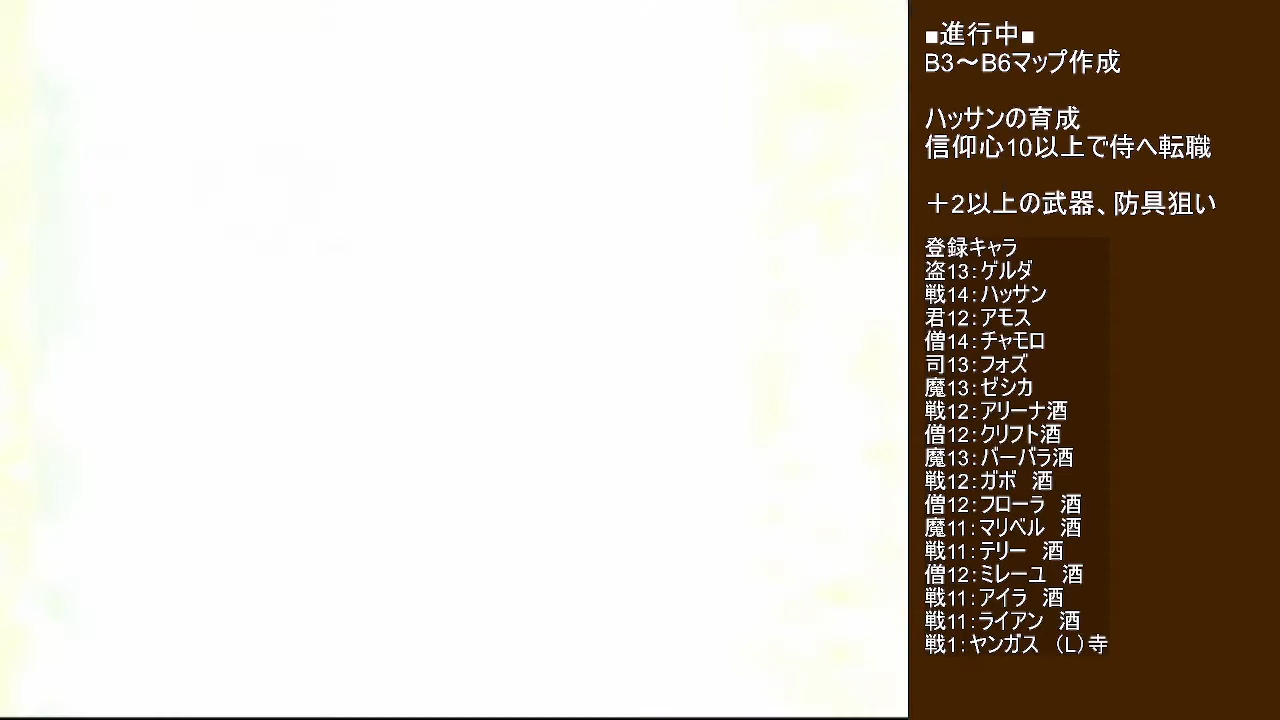 ■進行中■
B3～B6マップ作成
ハッサンの育成
信仰心10以上で侍へ転職
＋2以上の武器、防具狙い
登録キャラ
盗13：ゲルダ
戦14：ハッサン
君12：アモス
僧14：チャモロ
司13：フォズ
魔13：ゼシカ
戦12：アリーナ酒
僧12：クリフト酒
魔13：バーバラ酒
戦12：ガボ　酒
僧12：フローラ　酒
魔11：マリベル　酒
戦11：テリー　酒
僧12：ミレーユ　酒
戦11：アイラ　酒
戦11：ライアン　酒
戦1：ヤンガス　（L）寺